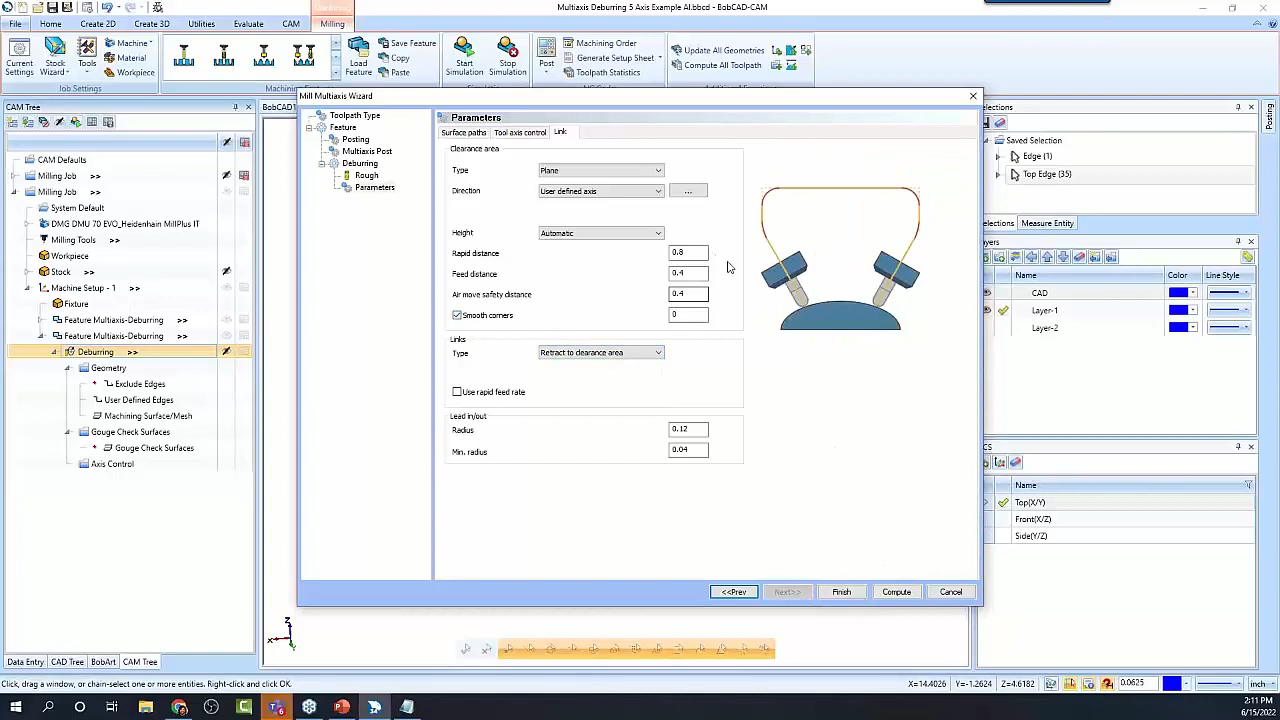 Multiaxis Deburring 5 Axis Example AI.bbcd - BobCAD-CAM
File
Home
Create 2D
Create 3D
Utilities
Evaluate
CAM
Milling
Current Settings
Stock Wizard
Tools
Machine
Material
Workpiece
Load Feature
Save Feature
Copy
Paste
Start Simulation
Stop Simulation
Post
Machining Order
Generate Setup Sheet
Toolpath Statistics
Update All Geometries
Compute All Toolpath
Job Settings
CAM Tree
BobCAD1
CAM Defaults
Milling Job
Milling Job
System Default
DMG DMU 70 EVO_Heidenhain MillPlus IT
Milling Tools >>
Workpiece
Stock >>
Machine Setup - 1 >>
Fixture
Feature Multiaxis-Deburring >>
Feature Multiaxis-Deburring >>
Deburring >>
Geometry
Exclude Edges
User Defined Edges
Machining Surface/Mesh
Gouge Check Surfaces
Gouge Check Surfaces
Axis Control
Data Entry
CAD Tree
BobArt
CAM Tree
Mill Multiaxis Wizard
Toolpath Type
Feature
Posting
Multiaxis Post
Deburring
Rough
Parameters
Parameters
Surface paths
Tool axis control
Link
Clearance area
Type
Plane
Direction
User defined axis
...
Height
Automatic
Rapid distance
0.8
Feed distance
0.4
Air move safety distance
0.4
Smooth corners
0
Links
Type
Retract to clearance area
Use rapid feed rate
Lead in/out
Radius
0.12
Min. radius
0.04
<<Prev
Next>>
Finish
Compute
Cancel
elections
Saved Selection
Edge (1)
Top Edge (35)
elections
Measure Entity
Posting
ayers
Name
Color
Line Style
CAD
Layer-1
Layer-2
CS
Name
Top(X/Y)
Front(X/Z)
Side(Y/Z)
Z
X
Y
Click, drag a window, or chain-select one or more entities. Right-click and click OK.
X=14.4026
Y=-1.2624
Z=4.6182
0.0625
inch
2:11 PM
6/15/2022